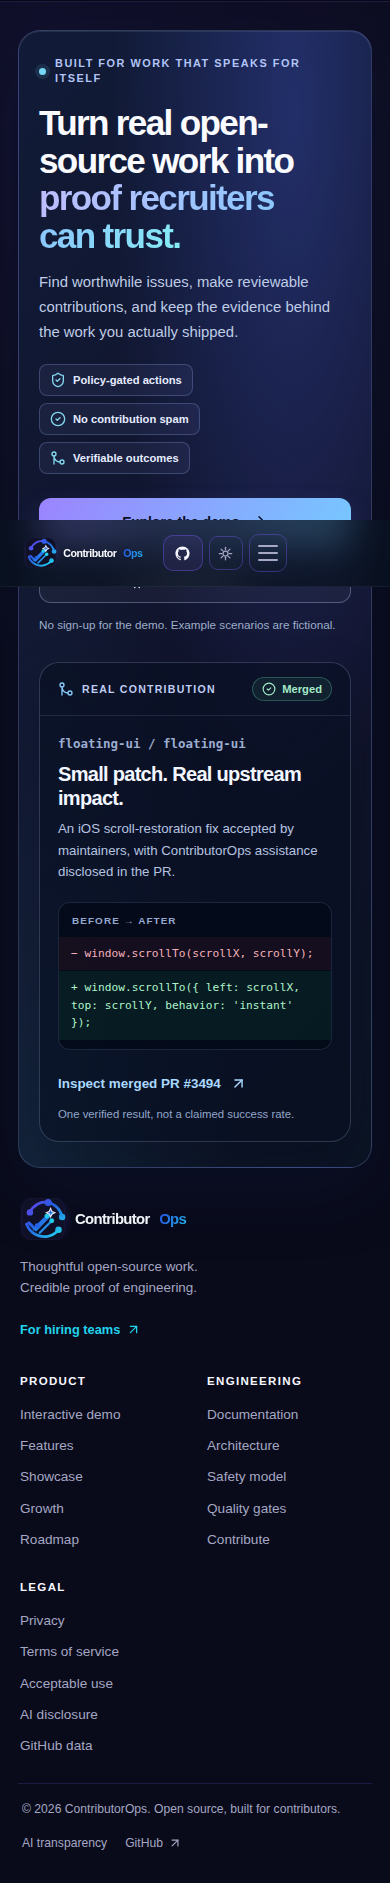 BUILT FOR WORK THAT SPEAKS FOR
ITSELF
Turn real open-
source work into
proof recruiters
can trust.
Find worthwhile issues, make reviewable
contributions, and keep the evidence behind
the work you actually shipped.
Policy-gated actions
No contribution spam
Verifiable outcomes
Explore the demo
Contributor Ops
No sign-up for the demo. Example scenarios are fictional.
REAL CONTRIBUTION
Merged
floating-ui / floating-ui
Small patch. Real upstream
impact.
An iOS scroll-restoration fix accepted by
maintainers, with ContributorOps assistance
disclosed in the PR.
BEFORE → AFTER
− window.scrollTo(scrollX, scrollY);
+ window.scrollTo({ left: scrollX,
top: scrollY, behavior: 'instant'
});
Inspect merged PR #3494
One verified result, not a claimed success rate.
Contributor Ops
Thoughtful open-source work.
Credible proof of engineering.
For hiring teams
PRODUCT
Interactive demo
Features
Showcase
Growth
Roadmap
ENGINEERING
Documentation
Architecture
Safety model
Quality gates
Contribute
LEGAL
Privacy
Terms of service
Acceptable use
AI disclosure
GitHub data
© 2026 ContributorOps. Open source, built for contributors.
AI transparency GitHub